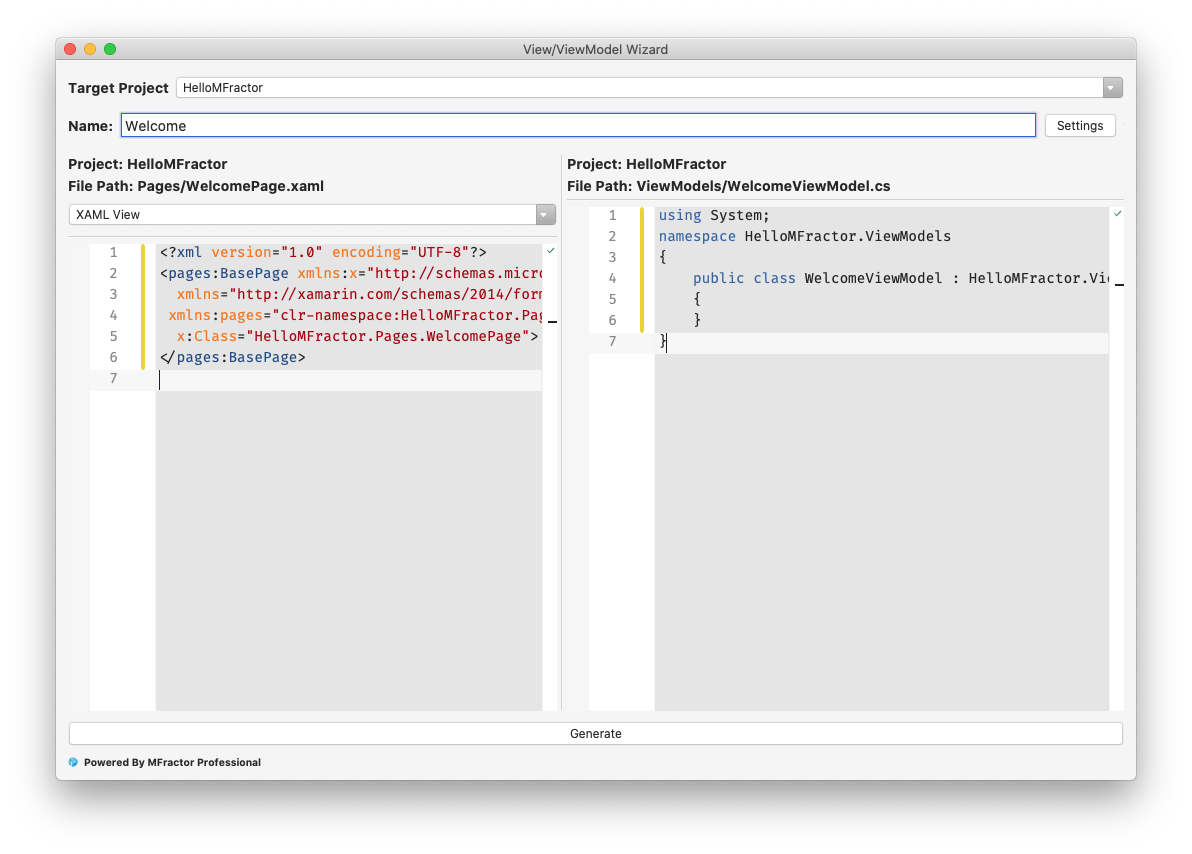 View/ViewModel Wizard
Target Project HelloMFractor
Name: Welcome Settings
Project: HelloMFractor
File Path: Pages/WelcomePage.xaml
XAML View
1 <?xml version="1.0" encoding="UTF-8"?>
2 <pages:BasePage xmlns:x="http://schemas.micro
3 xmlns="http://xamarin.com/schemas/2014/form
4 xmlns:pages="clr-namespace:HelloMFractor.Pag
5 x:Class="HelloMFractor.Pages.WelcomePage">
6 </pages:BasePage>
7
Project: HelloMFractor
File Path: ViewModels/WelcomeViewModel.cs
1 using System;
2 namespace HelloMFractor.ViewModels
3 {
4 public class WelcomeViewModel : HelloMFractor.Vi
5 {
6 }
7 }
Generate
Powered By MFractor Professional